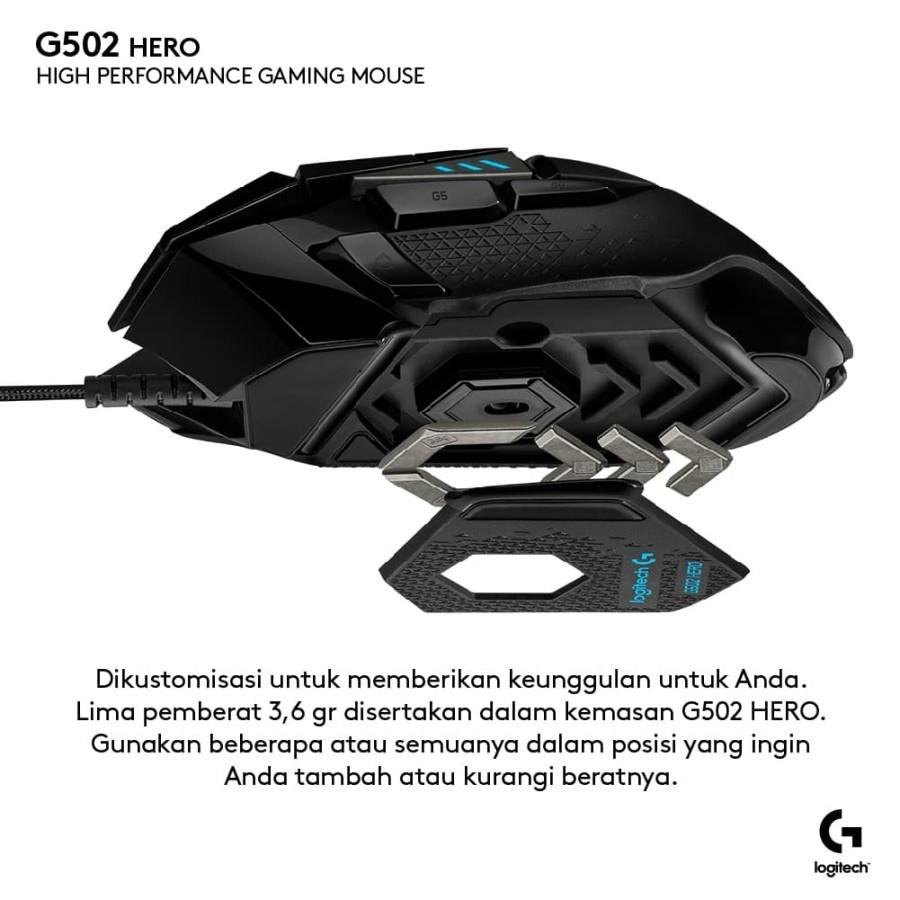 G502 HERO
HIGH PERFORMANCE GAMING MOUSE
G5
logitech G
G502 HERO
Dikustomisasi untuk memberikan keunggulan untuk Anda.
Lima pemberat 3,6 gr disertakan dalam kemasan G502 HERO.
Gunakan beberapa atau semuanya dalam posisi yang ingin
Anda tambah atau kurangi beratnya.
logitech